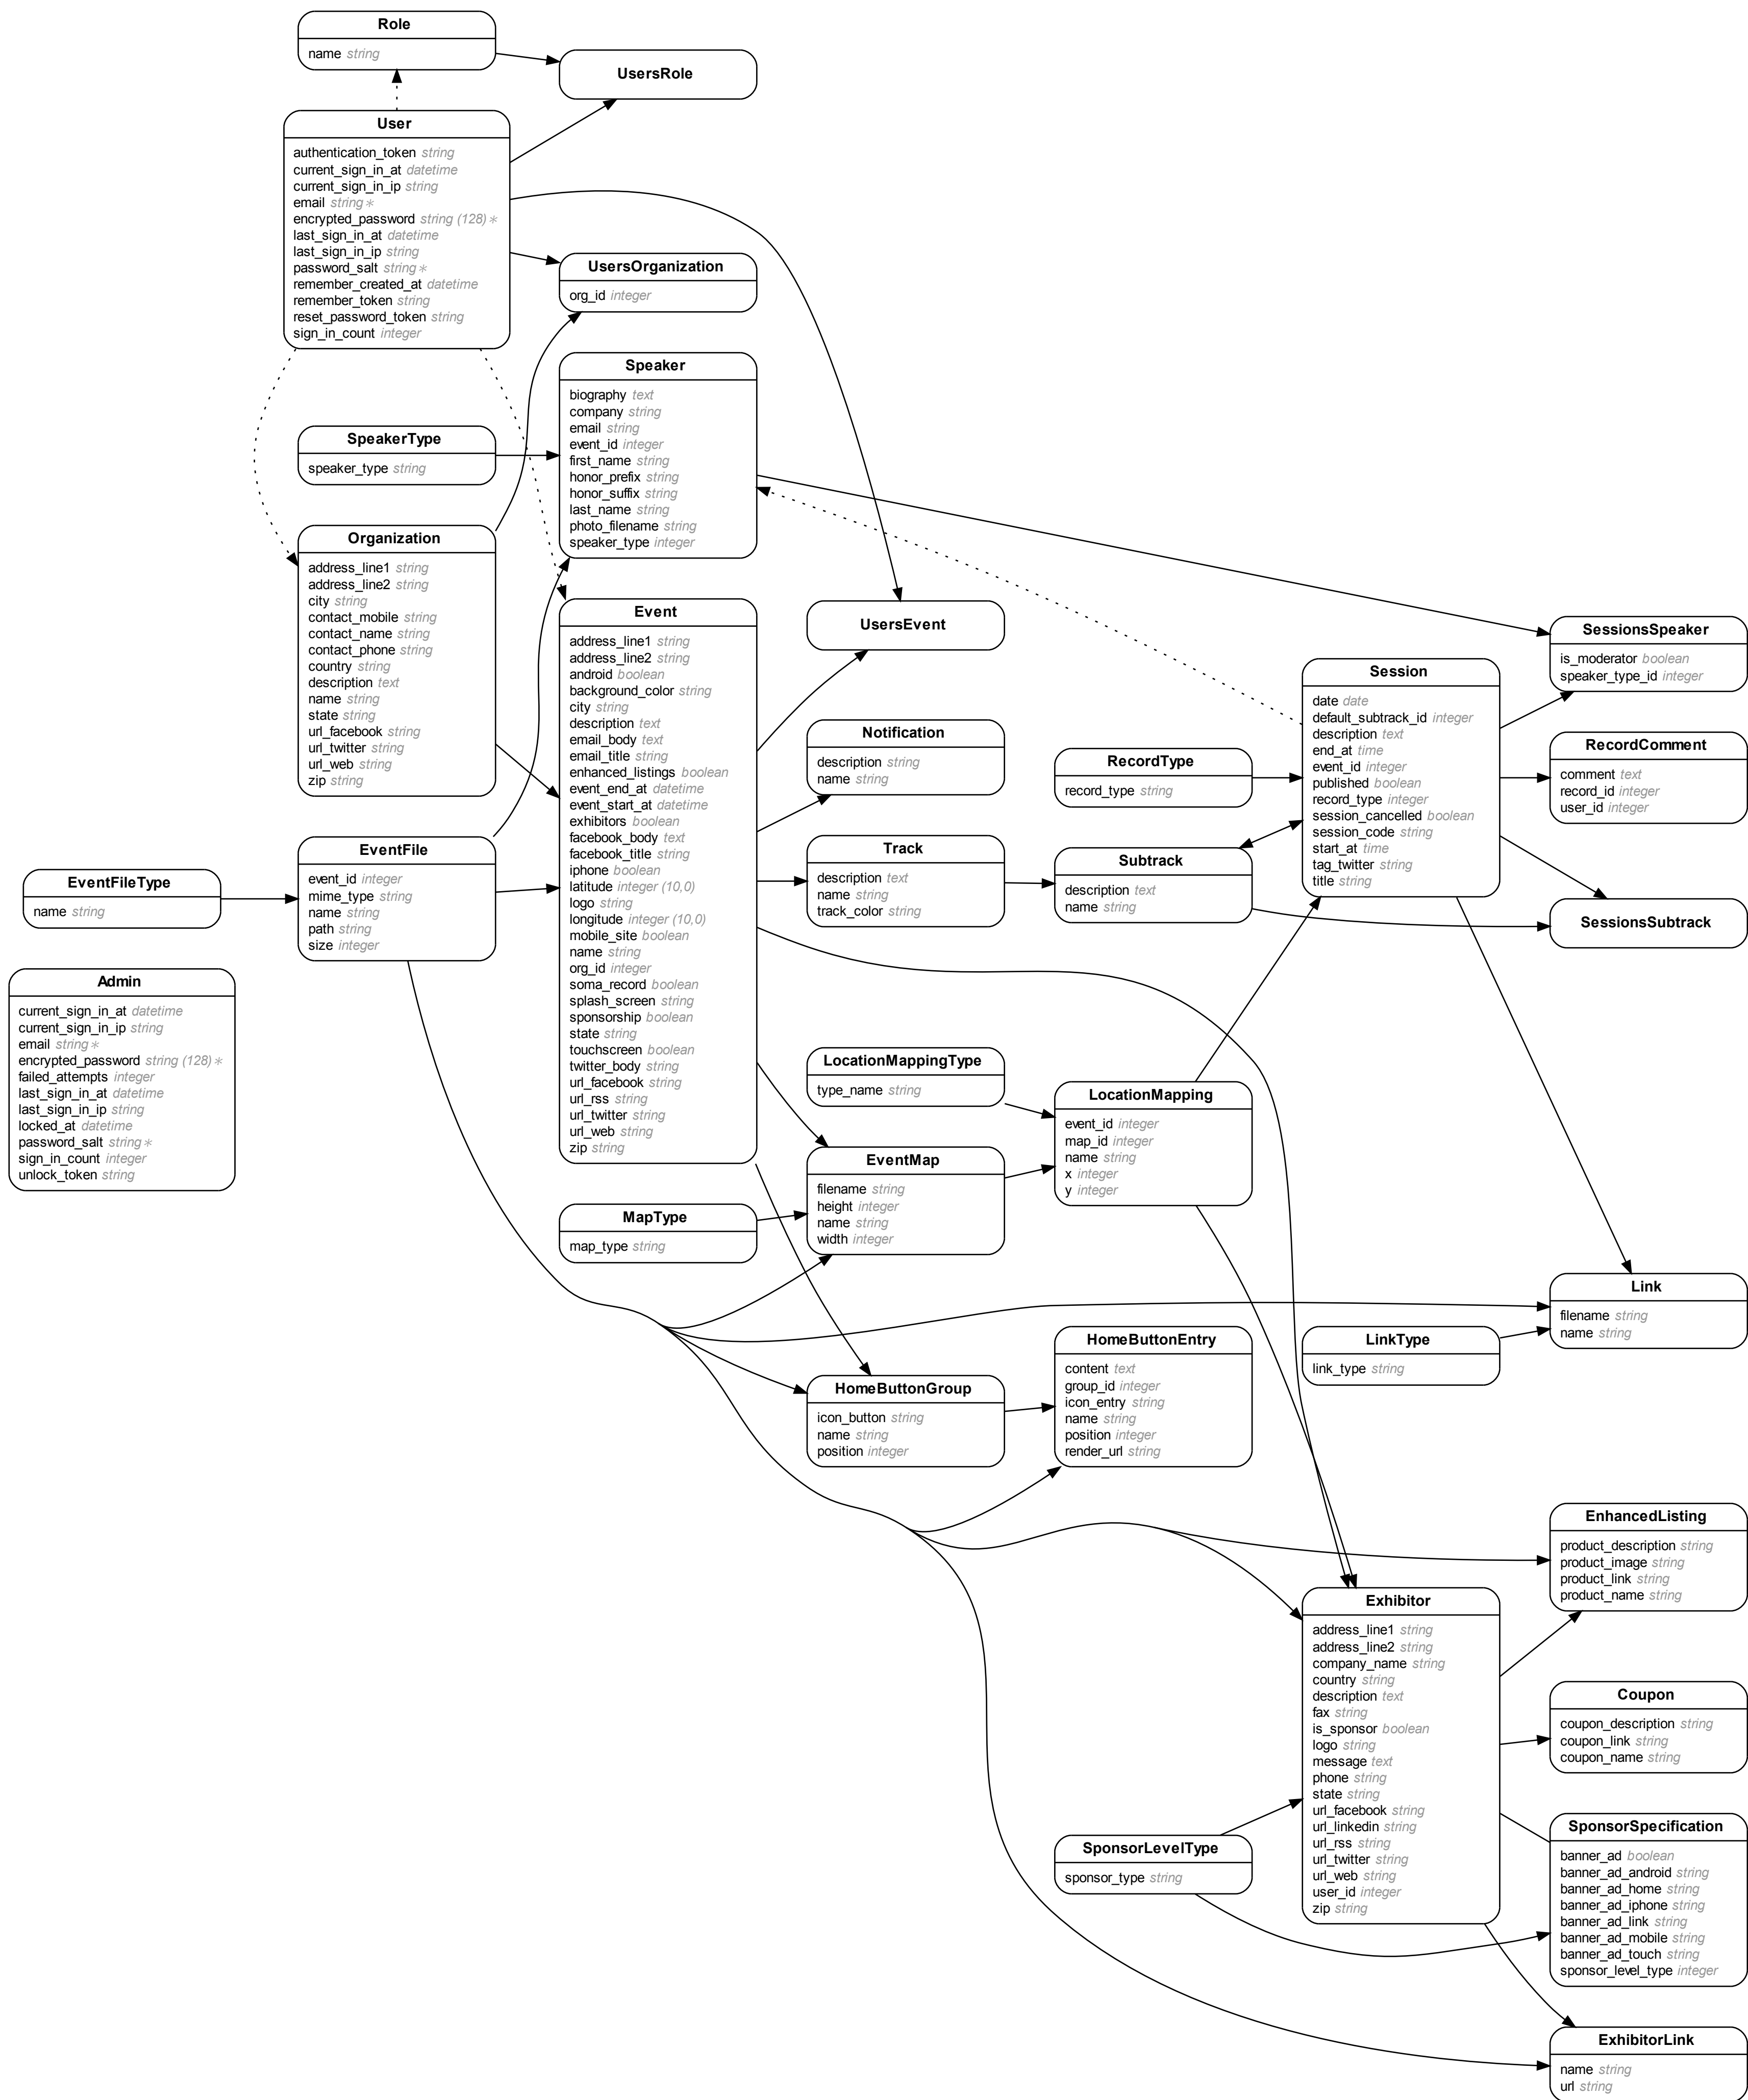 Role
name string
UsersRole
User
authentication_token string
current_sign_in_at datetime
current_sign_in_ip string
email string *
encrypted_password string (128) *
last_sign_in_at datetime
last_sign_in_ip string
password_salt string *
remember_created_at datetime
remember_token string
reset_password_token string
sign_in_count integer
UsersOrganization
org_id integer
Speaker
biography text
company string
email string
event_id integer
first_name string
honor_prefix string
honor_suffix string
last_name string
photo_filename string
speaker_type integer
SpeakerType
speaker_type string
Organization
address_line1 string
address_line2 string
city string
contact_mobile string
contact_name string
contact_phone string
country string
description text
name string
state string
url_facebook string
url_twitter string
url_web string
zip string
Event
address_line1 string
address_line2 string
android boolean
background_color string
city string
description text
email_body text
email_title string
enhanced_listings boolean
event_end_at datetime
event_start_at datetime
exhibitors boolean
facebook_body text
facebook_title string
iphone boolean
latitude integer (10,0)
logo string
longitude integer (10,0)
mobile_site boolean
name string
org_id integer
soma_record boolean
splash_screen string
sponsorship boolean
state string
touchscreen boolean
twitter_body string
url_facebook string
url_rss string
url_twitter string
url_web string
zip string
UsersEvent
Notification
description string
name string
Track
description text
name string
track_color string
RecordType
record_type string
Subtrack
description text
name string
Session
date date
default_subtrack_id integer
description text
end_at time
event_id integer
published boolean
record_type integer
session_cancelled boolean
session_code string
start_at time
tag_twitter string
title string
SessionsSpeaker
is_moderator boolean
speaker_type_id integer
RecordComment
comment text
record_id integer
user_id integer
SessionsSubtrack
EventFileType
name string
EventFile
event_id integer
mime_type string
name string
path string
size integer
Admin
current_sign_in_at datetime
current_sign_in_ip string
email string *
encrypted_password string (128) *
failed_attempts integer
last_sign_in_at datetime
last_sign_in_ip string
locked_at datetime
password_salt string *
sign_in_count integer
unlock_token string
LocationMappingType
type_name string
LocationMapping
event_id integer
map_id integer
name string
x integer
y integer
EventMap
filename string
height integer
name string
width integer
MapType
map_type string
Link
filename string
name string
LinkType
link_type string
HomeButtonEntry
content text
group_id integer
icon_entry string
name string
position integer
render_url string
HomeButtonGroup
icon_button string
name string
position integer
EnhancedListing
product_description string
product_image string
product_link string
product_name string
Exhibitor
address_line1 string
address_line2 string
company_name string
country string
description text
fax string
is_sponsor boolean
logo string
message text
phone string
state string
url_facebook string
url_linkedin string
url_rss string
url_twitter string
url_web string
user_id integer
zip string
Coupon
coupon_description string
coupon_link string
coupon_name string
SponsorLevelType
sponsor_type string
SponsorSpecification
banner_ad boolean
banner_ad_android string
banner_ad_home string
banner_ad_iphone string
banner_ad_link string
banner_ad_mobile string
banner_ad_touch string
sponsor_level_type integer
ExhibitorLink
name string
url string